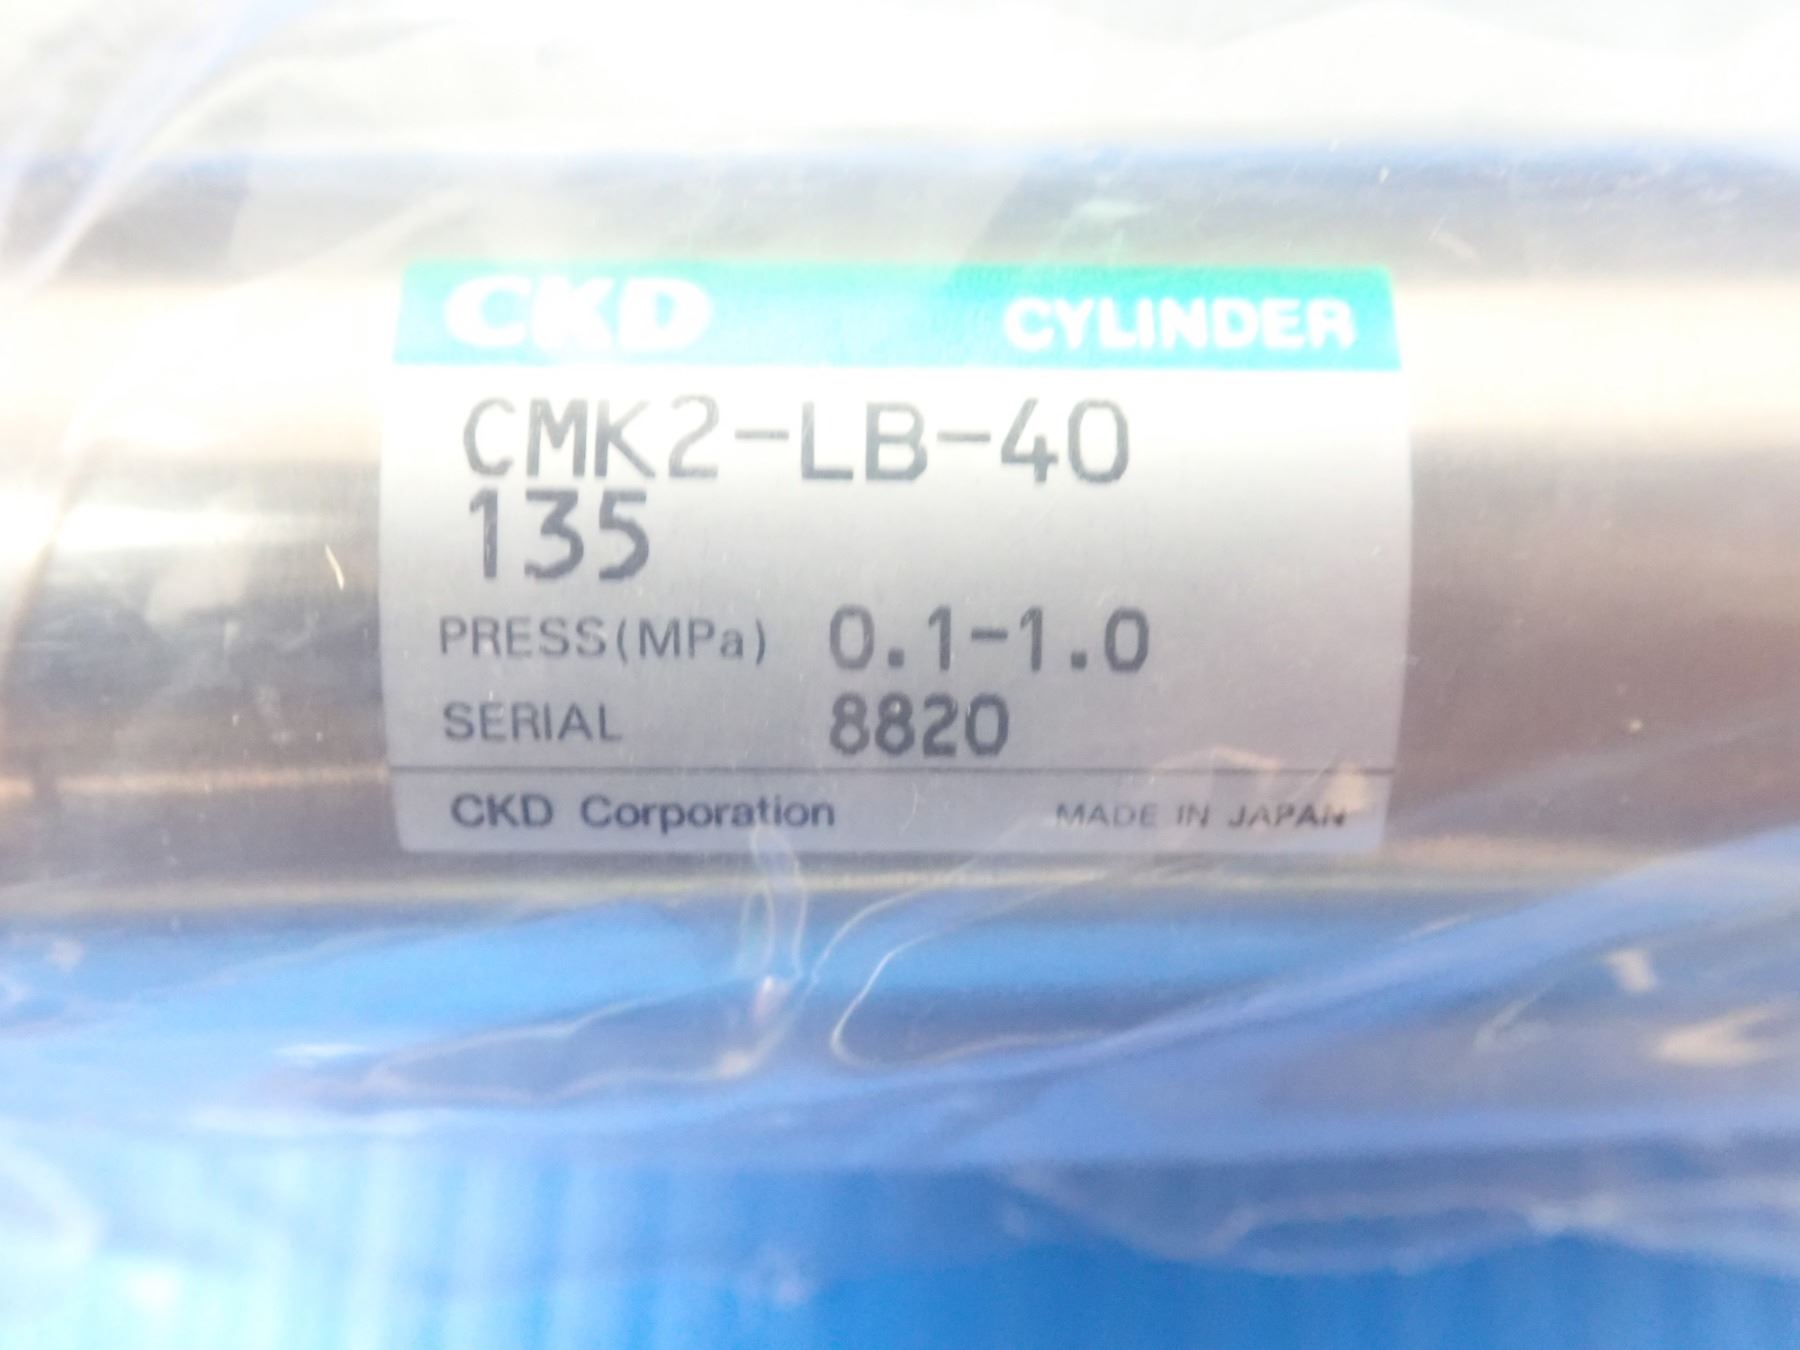 CKD CYLINDER
CMK2-LB-40
135
PRESS(MPa) 0.1-1.0
SERIAL 8820
CKD Corporation MADE IN JAPAN